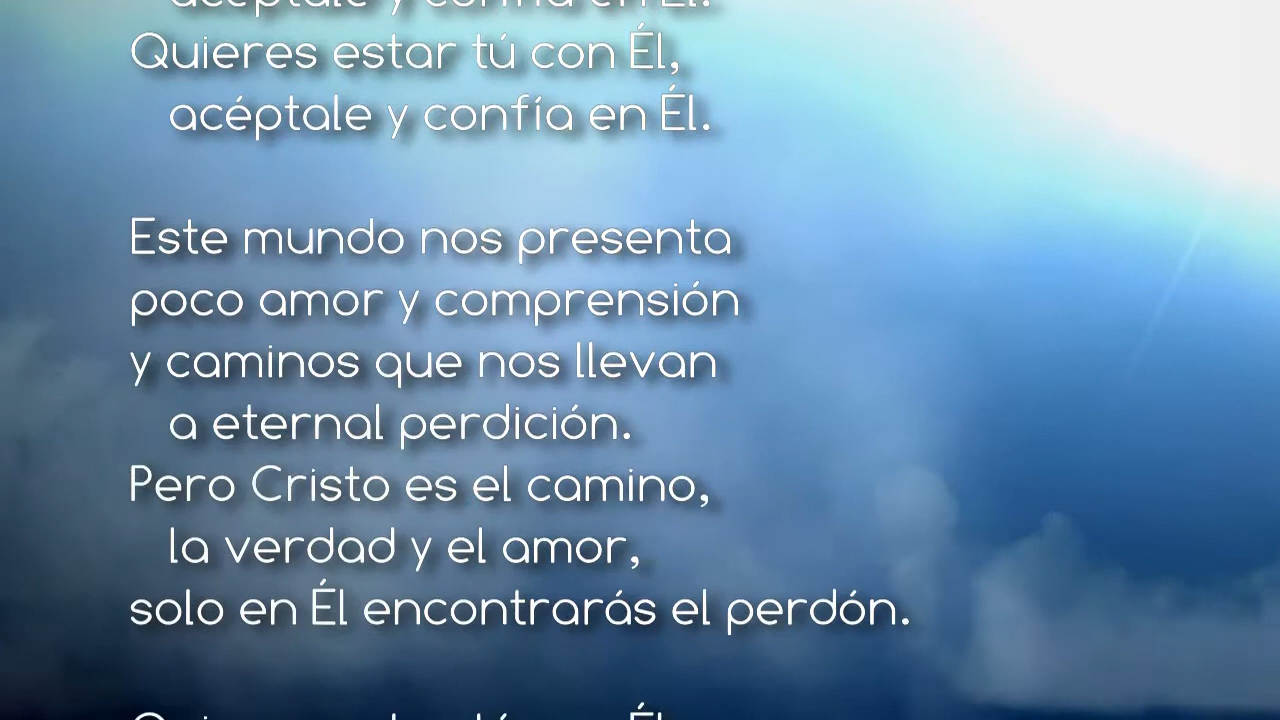 acéptale y confía en Él.
Quieres estar tú con Él,
acéptale y confía en Él.
Este mundo nos presenta
poco amor y comprensión
y caminos que nos llevan
a eternal perdición.
Pero Cristo es el camino,
la verdad y el amor,
solo en Él encontrarás el perdón.